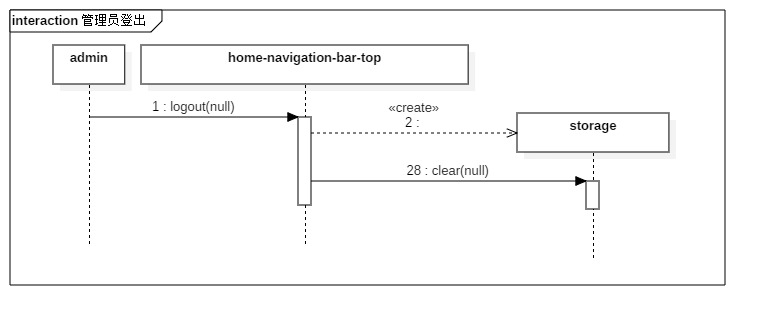 interaction 管理员登出
admin
home-navigation-bar-top
1 : logout(null)
«create»
2 :
storage
28 : clear(null)